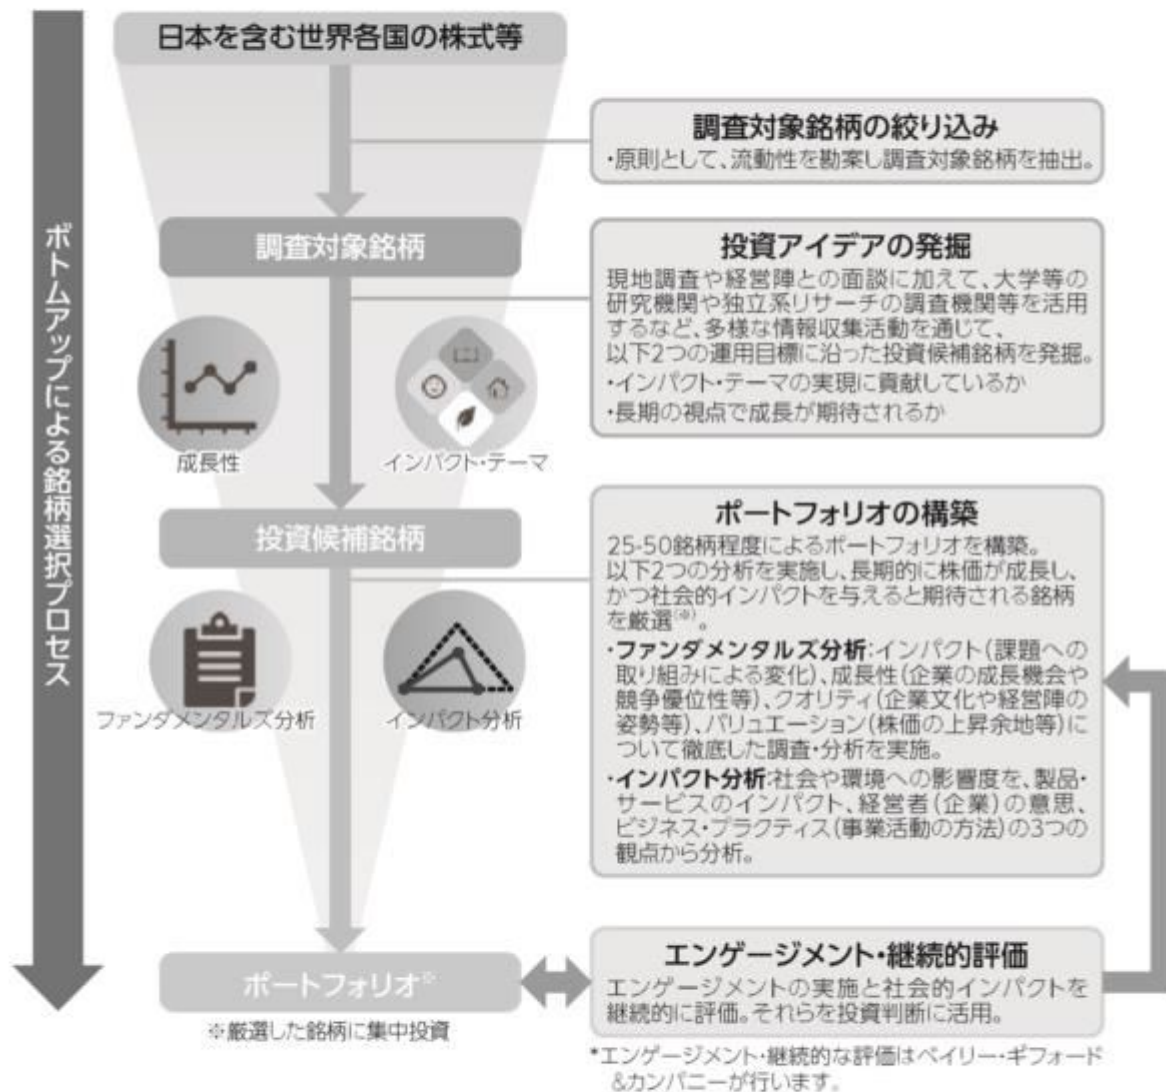 日本を含む世界各国の株式等
調査対象銘柄の絞り込み
・原則として、流動性を勘案し調査対象銘柄を抽出。
ボトムアップによる銘柄選択プロセス
調査対象銘柄
投資アイデアの発掘
現地調査や経営陣との面談に加えて、大学等の
研究機関や独立系リサーチの調査機関等を活用
するなど、多様な情報収集活動を通じて、
以下2つの運用目標に沿った投資候補銘柄を発掘。
・インパクト・テーマの実現に貢献しているか
・長期の視点で成長が期待されるか
成長性
インパクト・テーマ
投資候補銘柄
ポートフォリオの構築
25-50銘柄程度によるポートフォリオを構築。
以下2つの分析を実施し、長期的に株価が成長し、
かつ社会的インパクトを与えると期待される銘柄
を厳選(※)。
・ファンダメンタルズ分析:インパクト(課題への
取り組みによる変化)、成長性(企業の成長機会や
競争優位性等)、クオリティ(企業文化や経営陣の
姿勢等)、バリュエーション(株価の上昇余地等)に
ついて徹底した調査・分析を実施。
・インパクト分析:社会や環境への影響度を、製品・
サービスのインパクト、経営者(企業)の意思、
ビジネス・プラクティス(事業活動の方法)の3つの
観点から分析。
ファンダメンタルズ分析
インパクト分析
ポートフォリオ※
※厳選した銘柄に集中投資
エンゲージメント・継続的評価
エンゲージメントの実施と社会的インパクトを
継続的に評価。それらを投資判断に活用。
*エンゲージメント・継続的な評価はベイリー・ギフォード
&カンパニーが行います。